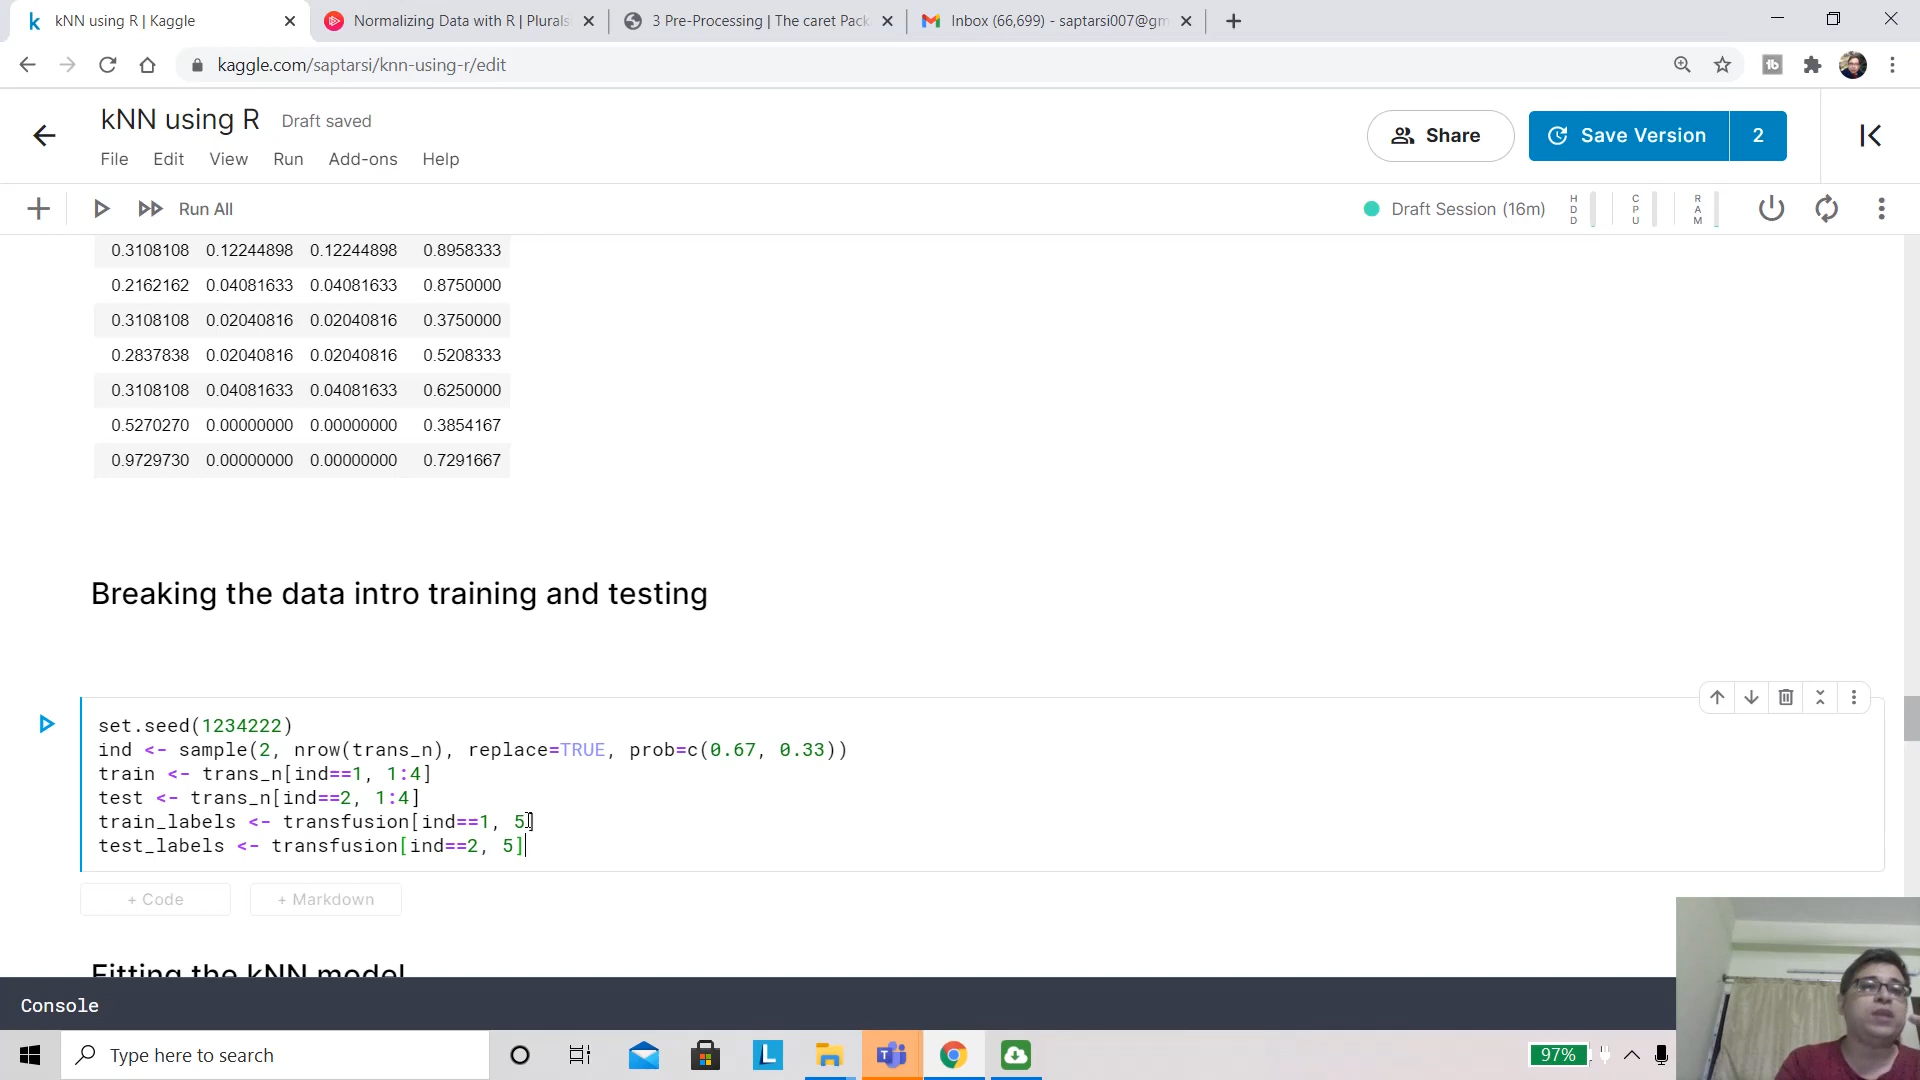 kNN using R | Kaggle
Normalizing Data with R | Plurals
3 Pre-Processing | The caret Pack
Inbox (66,699) - saptarsi007@gm
kaggle.com/saptarsi/knn-using-r/edit
kNN using R
Draft saved
File Edit View Run Add-ons Help
Share
Save Version
2
Run All
Draft Session (16m)
HDD
CPU
RAM
0.3108108 0.12244898 0.12244898 0.8958333
0.2162162 0.04081633 0.04081633 0.8750000
0.3108108 0.02040816 0.02040816 0.3750000
0.2837838 0.02040816 0.02040816 0.5208333
0.3108108 0.04081633 0.04081633 0.6250000
0.5270270 0.00000000 0.00000000 0.3854167
0.9729730 0.00000000 0.00000000 0.7291667
Breaking the data intro training and testing
set.seed(1234222)
ind <- sample(2, nrow(trans_n), replace=TRUE, prob=c(0.67, 0.33))
train <- trans_n[ind==1, 1:4]
test <- trans_n[ind==2, 1:4]
train_labels <- transfusion[ind==1, 5]
test_labels <- transfusion[ind==2, 5]
+ Code
+ Markdown
Fitting the kNN model
Console
Type here to search
97%